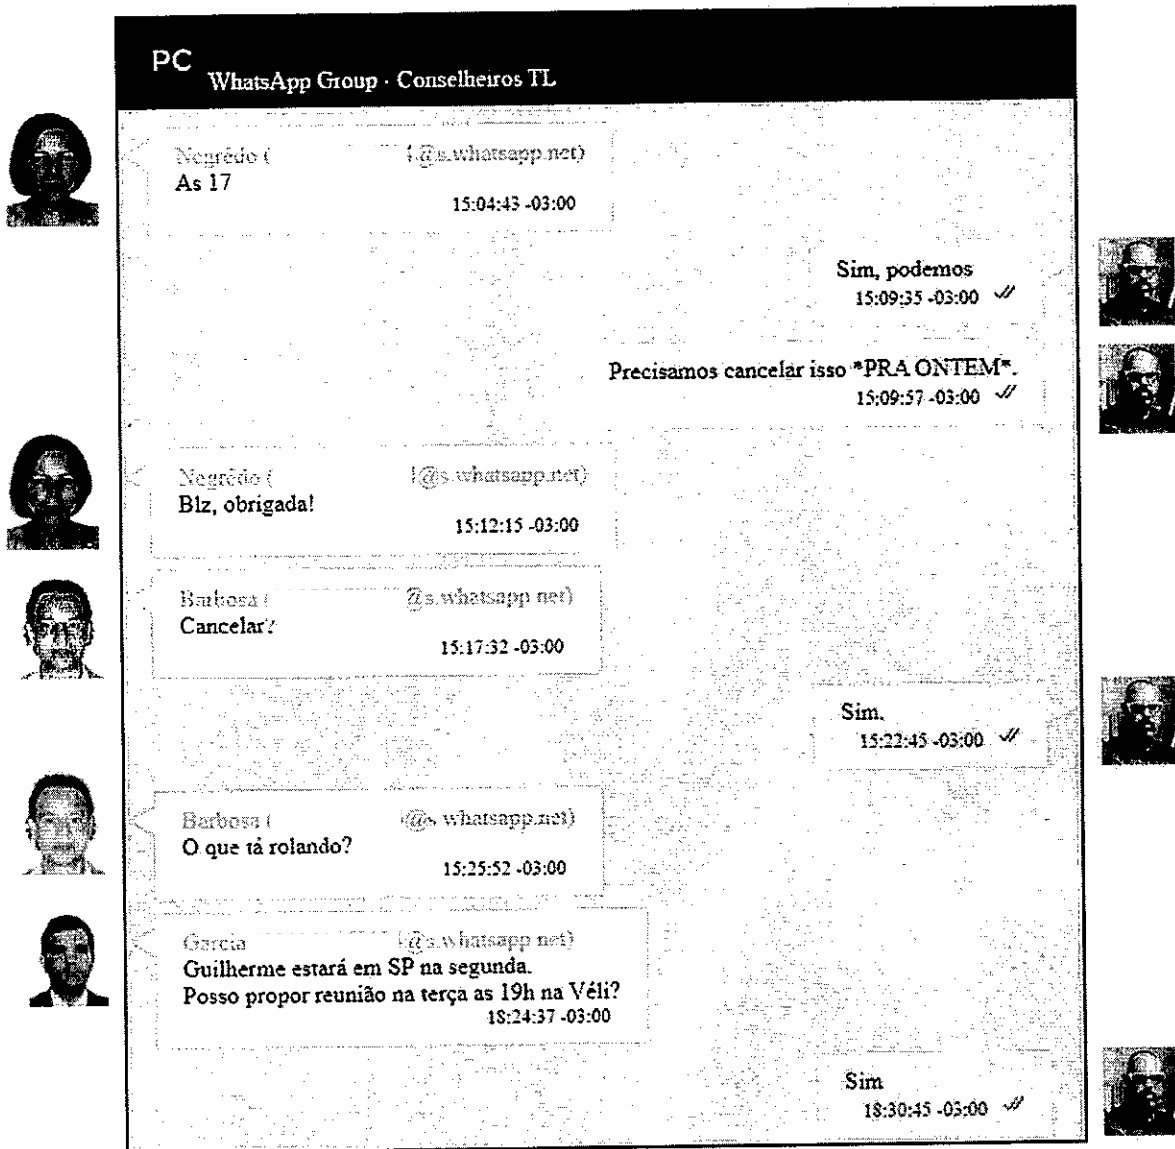 PC
WhatsApp Group - Conselheiros TL
Negrêdo ( @s.whatsapp.net)
As 17
15:04:43 -03:00
Sim, podemos
15:09:35 -03:00
Precisamos cancelar isso *PRA ONTEM*.
15:09:57 -03:00
Negrêdo ( @s.whatsapp.net)
Blz, obrigada!
15:12:15 -03:00
Barbosa ( @s.whatsapp.net)
Cancelar?
15:17:32 -03:00
Sim.
15:22:45 -03:00
Barbosa ( @s.whatsapp.net)
O que tá rolando?
15:25:52 -03:00
Garcia @s.whatsapp.net)
Guilherme estará em SP na segunda.
Posso propor reunião na terça as 19h na Véli?
18:24:37 -03:00
Sim
18:30:45 -03:00